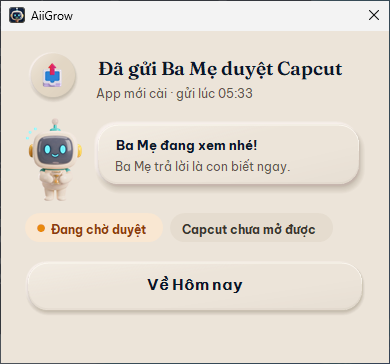 AiiGrow
Đã gửi Ba Mẹ duyệt Capcut
App mới cài · gửi lúc 05:33
Ba Mẹ đang xem nhé!
Ba Mẹ trả lời là con biết ngay.
Đang chờ duyệt
Capcut chưa mở được
Về Hôm nay